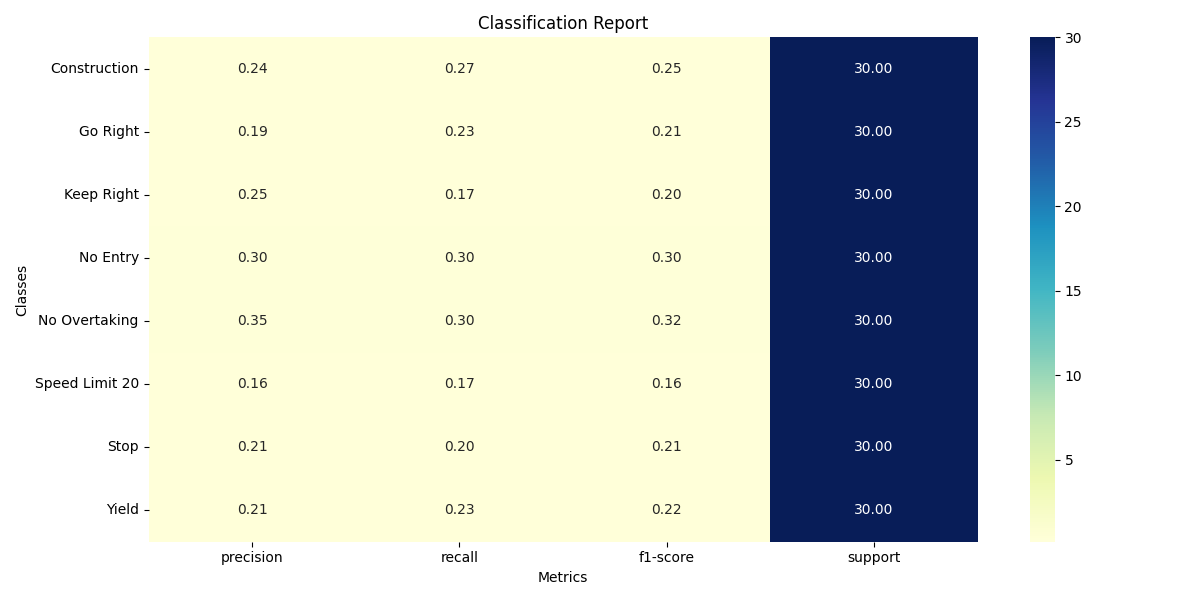 Classification Report
Classes
Construction 0.24 0.27 0.25 30.00
Go Right 0.19 0.23 0.21 30.00
Keep Right 0.25 0.17 0.20 30.00
No Entry 0.30 0.30 0.30 30.00
No Overtaking 0.35 0.30 0.32 30.00
Speed Limit 20 0.16 0.17 0.16 30.00
Stop 0.21 0.20 0.21 30.00
Yield 0.21 0.23 0.22 30.00
precision recall f1-score support
Metrics
30
25
20
15
10
5